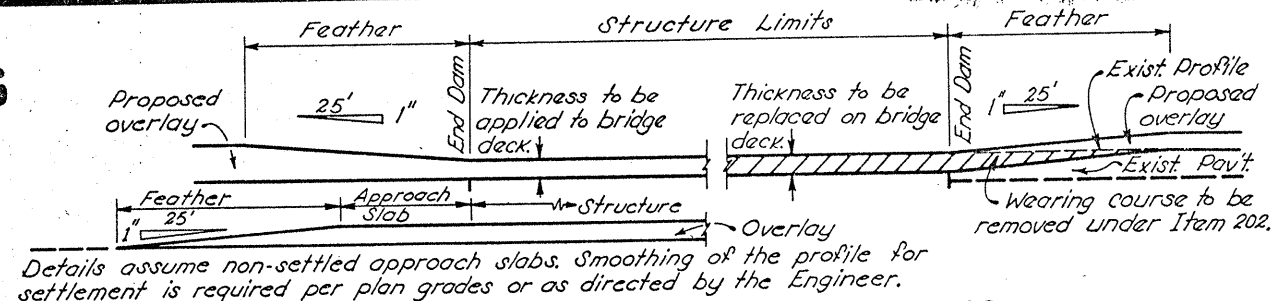 Feather
Structure Limits
Feather
Proposed
overlay
25'
1"
End Dam
Thickness to be
applied to bridge
deck.
Thickness to be
replaced on bridge
deck.
End Dam
1"
25'
Exist. Profile
Proposed
overlay
Exist. Pav't.
Wearing course to be
removed under Item 202.
Feather
Approach
Slab
Structure
1"
25'
Overlay
Details assume non-settled approach slabs. Smoothing of the profile for
settlement is required per plan grades or as directed by the Engineer.